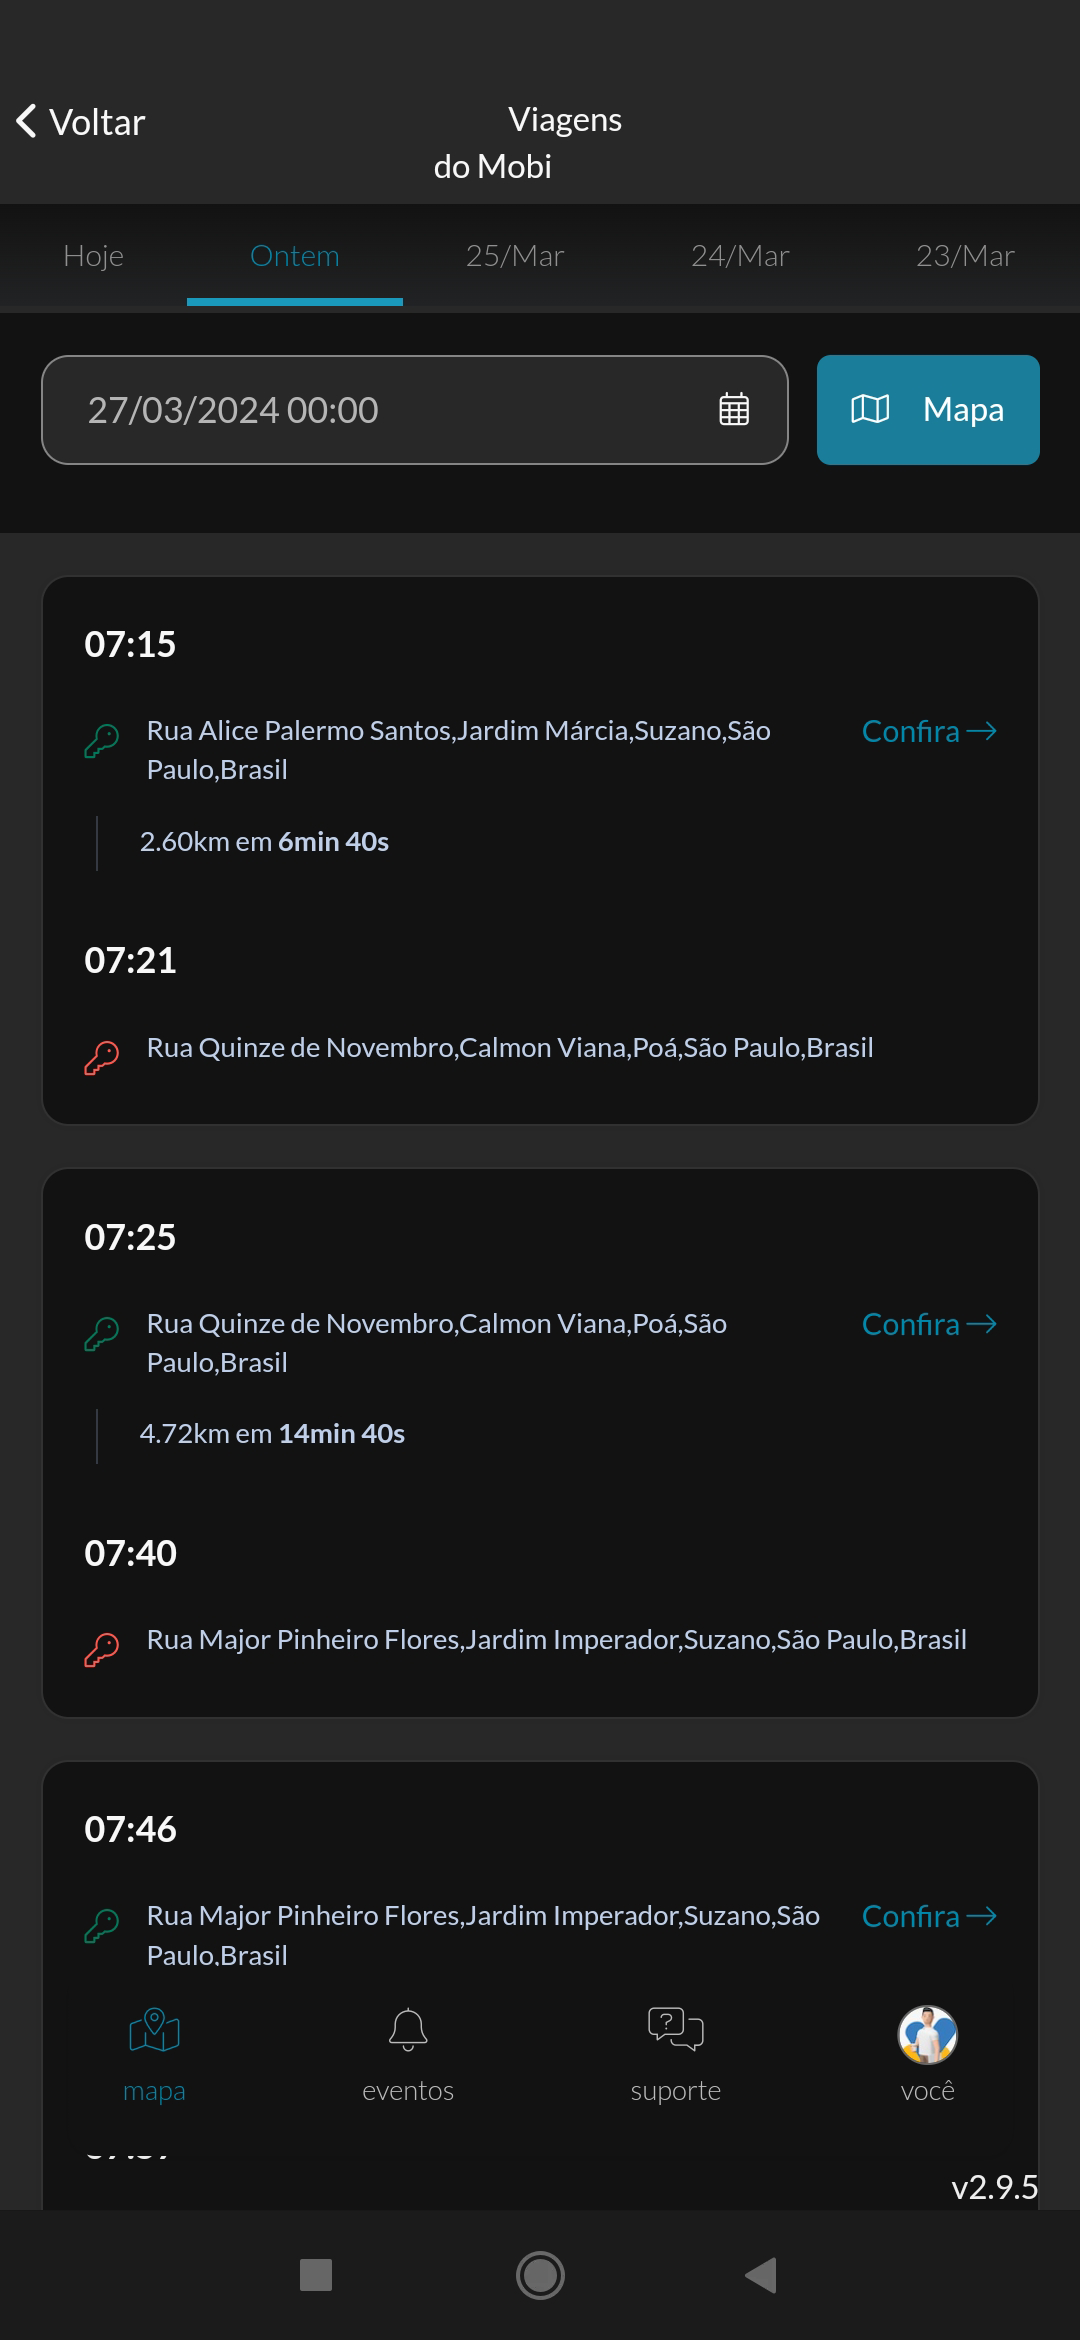 Voltar
Viagens
do Mobi
Hoje
Ontem
25/Mar
24/Mar
23/Mar
27/03/2024 00:00
Mapa
07:15
Rua Alice Palermo Santos,Jardim Márcia,Suzano,São
Paulo,Brasil
Confira
2.60km em 6min 40s
07:21
Rua Quinze de Novembro,Calmon Viana,Poá,São Paulo,Brasil
07:25
Rua Quinze de Novembro,Calmon Viana,Poá,São
Paulo,Brasil
Confira
4.72km em 14min 40s
07:40
Rua Major Pinheiro Flores,Jardim Imperador,Suzano,São Paulo,Brasil
07:46
Rua Major Pinheiro Flores,Jardim Imperador,Suzano,São
Paulo,Brasil
Confira
mapa
eventos
suporte
você
v2.9.5